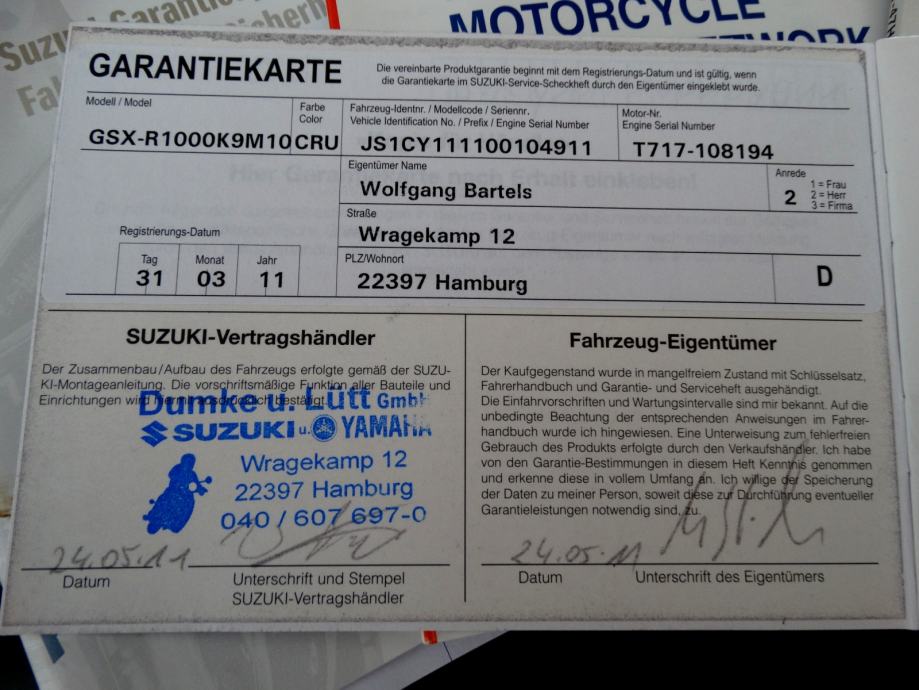 Suzuki Garantie
MOTORCYCLE
NETWORK
GARANTIEKARTE
Die vereinbarte Produktgarantie beginnt mit dem Registrierungs-Datum und ist gültig, wenn
die Garantiekarte im SUZUKI-Service-Scheckheft durch den Eigentümer eingeklebt wurde.
Modell / Model
Farbe
Color
Fahrzeug-Identnr. / Modellcode / Seriennr.
Vehicle Identification No. / Prefix / Engine Serial Number
Motor-Nr.
Engine Serial Number
GSX-R1000K9M10 CRU JS1CY111100104911 T717-108194
Eigentümer Name
Wolfgang Bartels
Anrede
2
1 = Frau
2 = Herr
3 = Firma
Straße
Wragekamp 12
Registrierungs-Datum
Tag Monat Jahr
31 03 11
PLZ/Wohnort
22397 Hamburg
D
SUZUKI-Vertragshändler
Der Zusammenbau/Aufbau des Fahrzeugs erfolgte gemäß der SUZU-
KI-Montageanleitung. Die vorschriftsmäßige Funktion aller Bauteile und
Einrichtungen wird hiermit ausdrücklich bestätigt.
Dumke u. Lütt GmbH
SUZUKI u. YAMAHA
Wragekamp 12
22397 Hamburg
040 / 607 697-0
24.05.11
Datum
Unterschrift und Stempel
SUZUKI-Vertragshändler
Fahrzeug-Eigentümer
Der Kaufgegenstand wurde in mangelfreiem Zustand mit Schlüsselsatz,
Fahrerhandbuch und Garantie- und Serviceheft ausgehändigt.
Die Einfahrvorschriften und Wartungsintervalle sind mir bekannt. Auf die
unbedingte Beachtung der entsprechenden Anweisungen im Fahrer-
handbuch wurde ich hingewiesen. Eine Unterweisung zum fehlerfreien
Gebrauch des Produkts erfolgte durch den Verkaufshändler. Ich habe
von den Garantie-Bestimmungen in diesem Heft Kenntnis genommen
und erkenne diese in vollem Umfang an. Ich willige der Speicherung
der Daten zu meiner Person, soweit diese zur Durchführung eventueller
Garantieleistungen notwendig sind, zu.
24.05.11
Datum
Unterschrift des Eigentümers